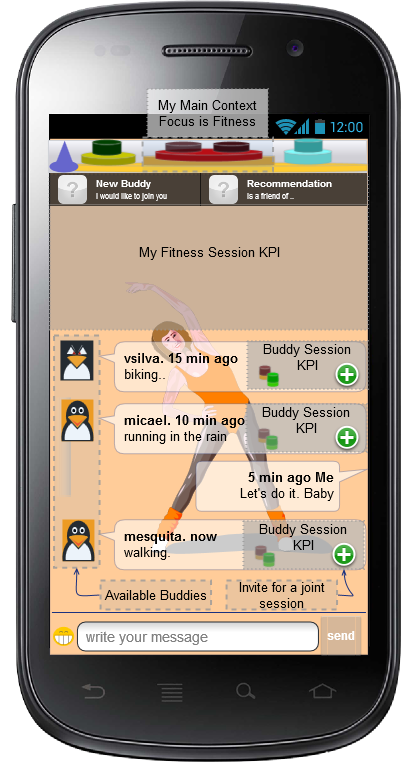 My Main Context
Focus is Fitness
12:00
? New Buddy
I would like to join you
? Recommendation
Is a friend of ..
My Fitness Session KPI
vsilva. 15 min ago
biking..
Buddy Session
KPI
micael. 10 min ago
running in the rain
Buddy Session
KPI
5 min ago Me
Let's do it. Baby
mesquita. now
walking.
Buddy Session
KPI
Available Buddies
Invite for a joint
session
write your message
send